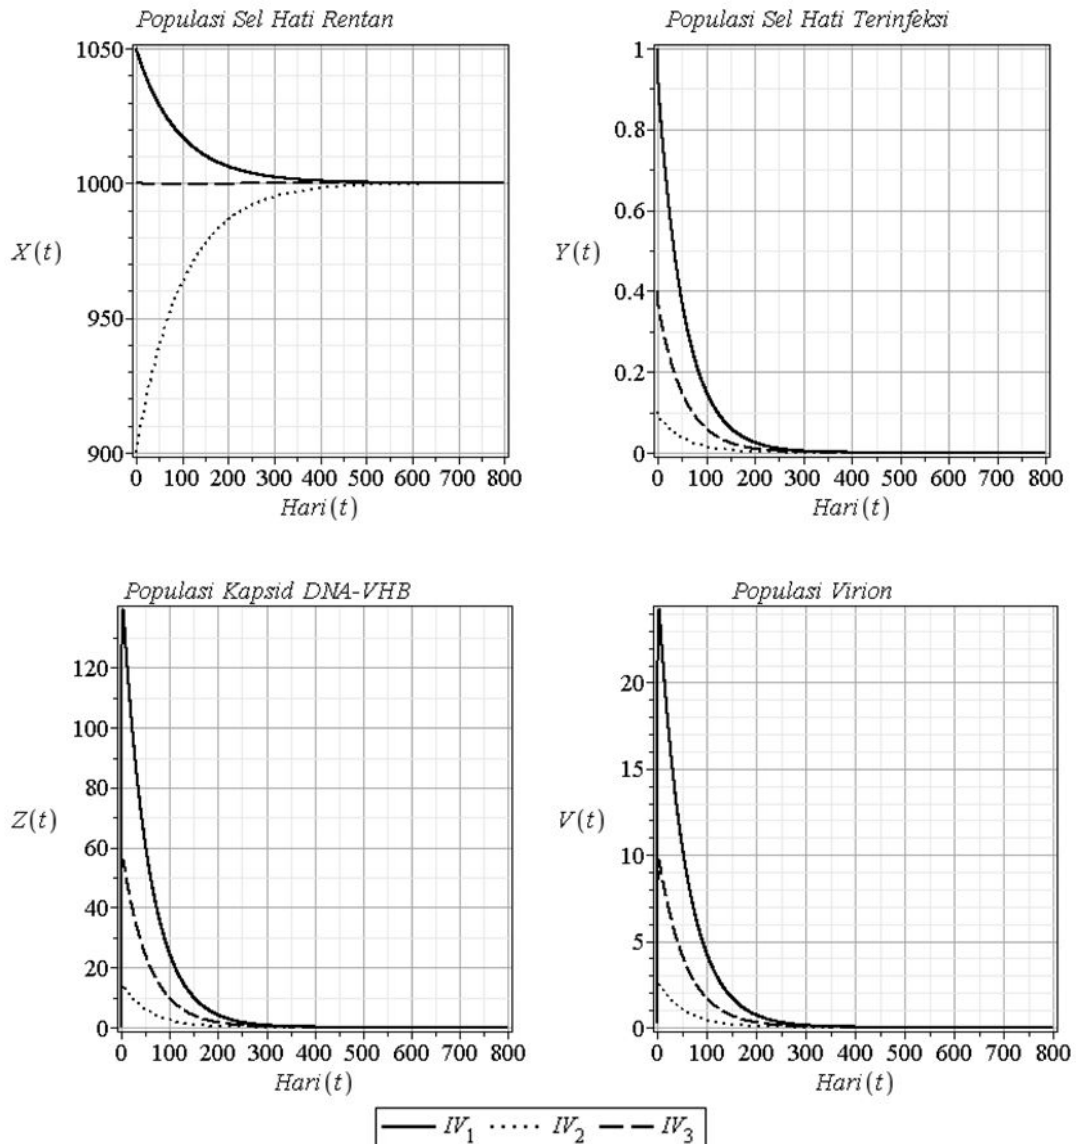 Populasi Sel Hati Rentan
1050
1000
X(t)
950
900
0 100 200 300 400 500 600 700 800
Hari(t)
Populasi Sel Hati Terinfeksi
1
0.8
0.6
Y(t)
0.4
0.2
0
0 100 200 300 400 500 600 700 800
Hari(t)
Populasi Kapsid DNA-VHB
120
100
80
Z(t)
60
40
20
0
0 100 200 300 400 500 600 700 800
Hari(t)
Populasi Virion
20
15
V(t)
10
5
0
0 100 200 300 400 500 600 700 800
Hari(t)
IV₁ IV₂ IV₃